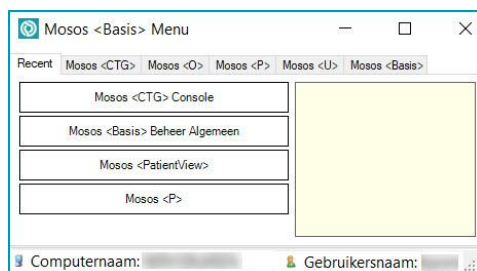 Mosos <Basis> Menu
Recent Mosos <CTG> Mosos <O> Mosos <P> Mosos <U> Mosos <Basis>
Mosos <CTG> Console
Mosos <Basis> Beheer Algemeen
Mosos <PatientView>
Mosos <P>
Computernaam: Gebruikersnaam: